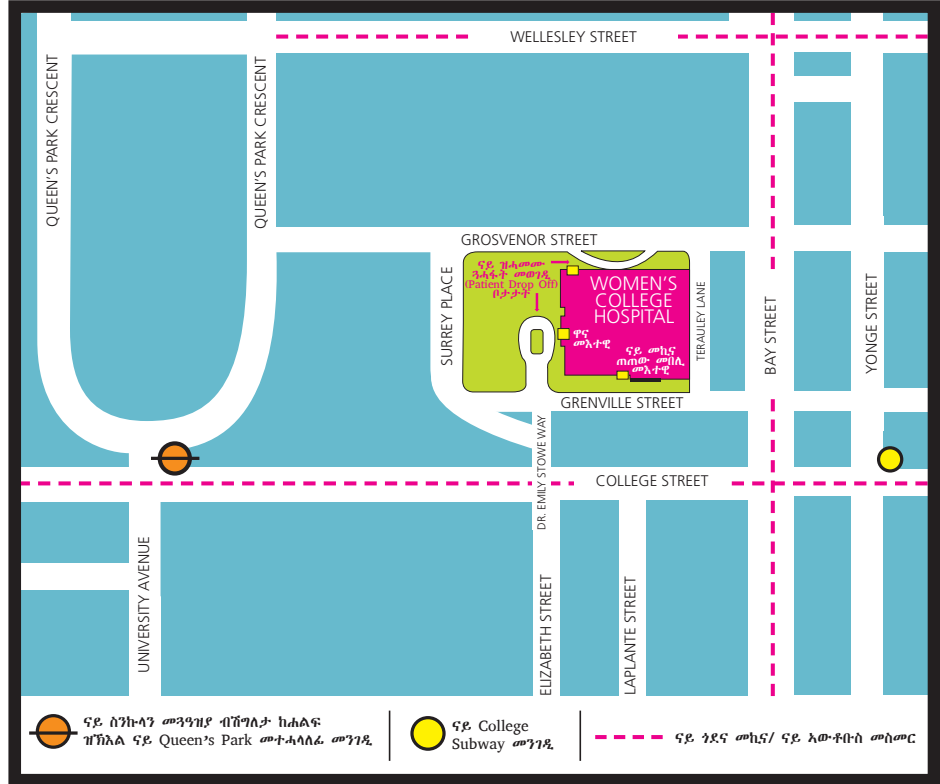 WELLESLEY STREET
QUEEN'S PARK CRESCENT
QUEEN'S PARK CRESCENT
GROSVENOR STREET
SURREY PLACE
ናይ ዝሓመሙ
ጓሓፋት መወገዲ
(Patient Drop Off)
ቦታታት
WOMEN'S
COLLEGE
HOSPITAL
ዋና
መእተዊ
ናይ መኪና
ጠጠው መበሊ
መእተዊ
TERAULEY LANE
BAY STREET
YONGE STREET
GRENVILLE STREET
DR. EMILY STOWE WAY
COLLEGE STREET
UNIVERSITY AVENUE
ELIZABETH STREET
LAPLANTE STREET
ናይ ስንኩላን መጓዓዝያ ብሽግለታ ክሐልፍ
ዝኽእል ናይ Queen's Park መተሓላለፊ መንገዲ
ናይ College
Subway መንገዲ
ናይ ጎደና መኪና/ ናይ ኣውቶቡስ መስመር